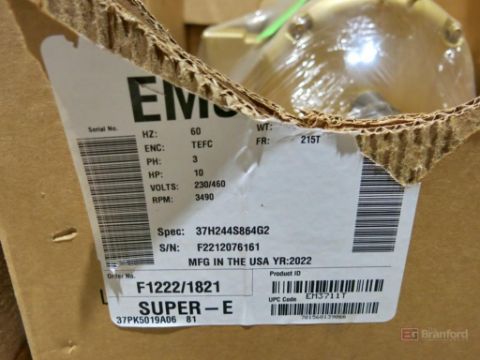 EM
Serial No.
HZ: 60 WT:
ENC: TEFC FR: 215T
PH: 3
HP: 10
VOLTS: 230/460
RPM: 3490
Spec: 37H244S864G2
S/N: F2212076161
MFG IN THE USA YR:2022
Order No. Product ID
F1222/1821 EM3711T
SUPER-E UPC Code
37PK5019A06 81 781568139066
Branford